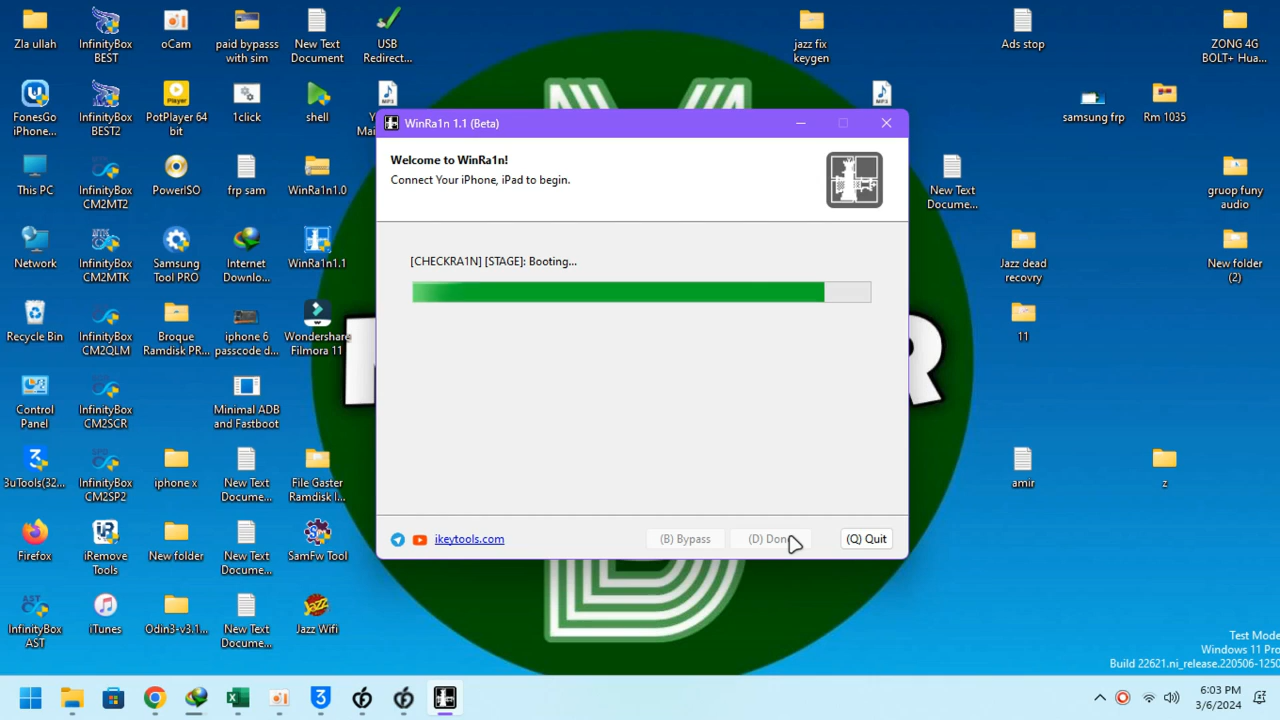 Zla ullah
InfinityBox
BEST
oCam
paid bypasss
with sim
New Text
Document
USB
Redirect...
jazz fix
keygen
Ads stop
ZONG 4G
BOLT+ Hua...
FonesGo
iPhone...
InfinityBox
BEST2
PotPlayer 64
bit
1click
shell
samsung frp
Rm 1035
This PC
InfinityBox
CM2MT2
PowerISO
frp sam
WinRa1n1.0
New Text
Docume...
gruop funy
audio
Network
InfinityBox
CM2MTK
Samsung
Tool PRO
Internet
Downlo...
WinRa1n1.1
Jazz dead
recovry
New folder
(2)
Recycle Bin
InfinityBox
CM2QLM
Broque
Ramdisk PR...
iphone 6
passcode d...
Wondershare
Filmora 11
11
Control
Panel
InfinityBox
CM2SCR
Minimal ADB
and Fastboot
3uTools(32...
InfinityBox
CM2SP2
iphone x
New Text
Docume...
File Gaster
Ramdisk I...
amir
z
Firefox
iRemove
Tools
New folder
New Text
Docume...
SamFw Tool
InfinityBox
AST
iTunes
Odin3-v3.1...
New Text
Docume...
Jazz Wifi
WinRa1n 1.1 (Beta)
Welcome to WinRa1n!
Connect Your iPhone, iPad to begin.
[CHECKRA1N] [STAGE]: Booting...
ikeytools.com
(B) Bypass
(Q) Quit
Test Mode
Windows 11 Pro
Build 22621.ni_release.220506-1250
6:03 PM
3/6/2024